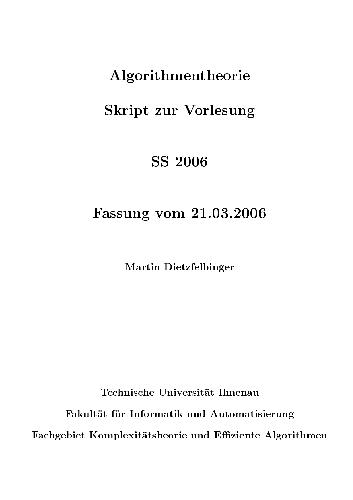 Algorithmentheorie
Skript zur Vorlesung
SS 2006
Fassung vom 21.03.2006
Martin Dietzfelbinger
Technische Universität Ilmenau
Fakultät für Informatik und Automatisierung
Fachgebiet Komplexitätstheorie und Effiziente Algorithmen